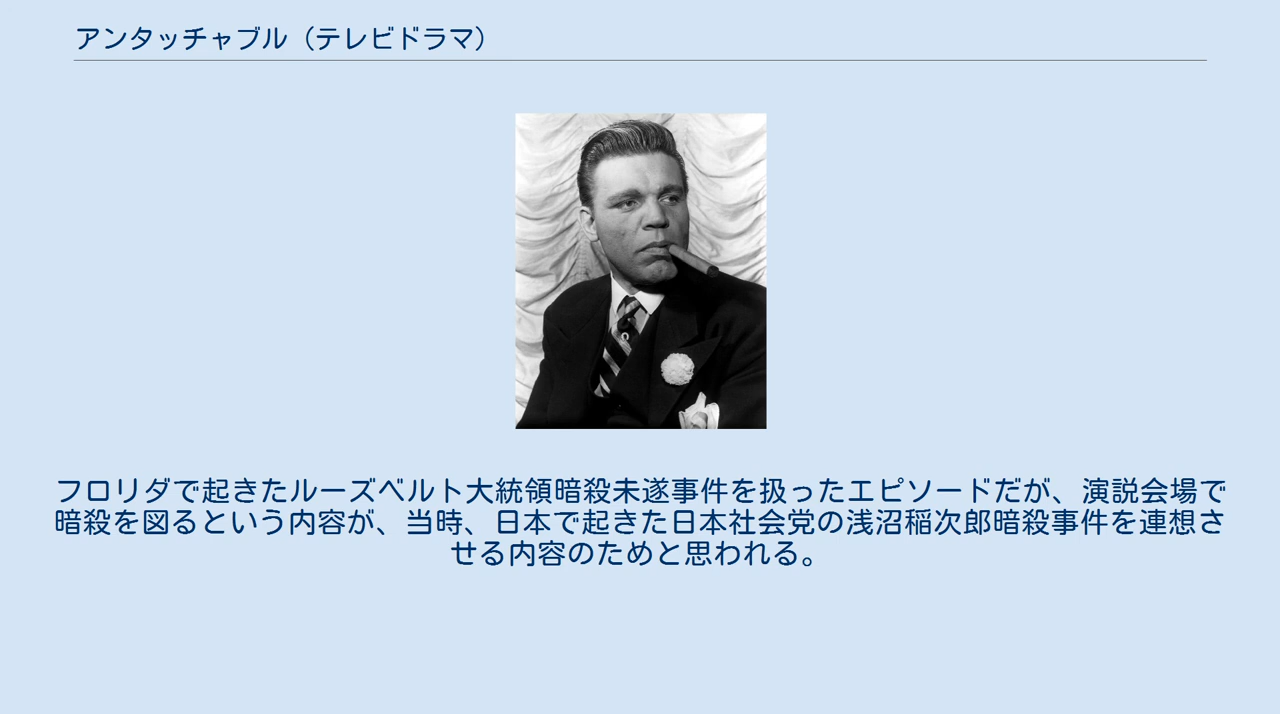 アンタッチャブル（テレビドラマ）
フロリダで起きたルーズベルト大統領暗殺未遂事件を扱ったエピソードだが、演説会場で
暗殺を図るという内容が、当時、日本で起きた日本社会党の浅沼稲次郎暗殺事件を連想さ
せる内容のためと思われる。